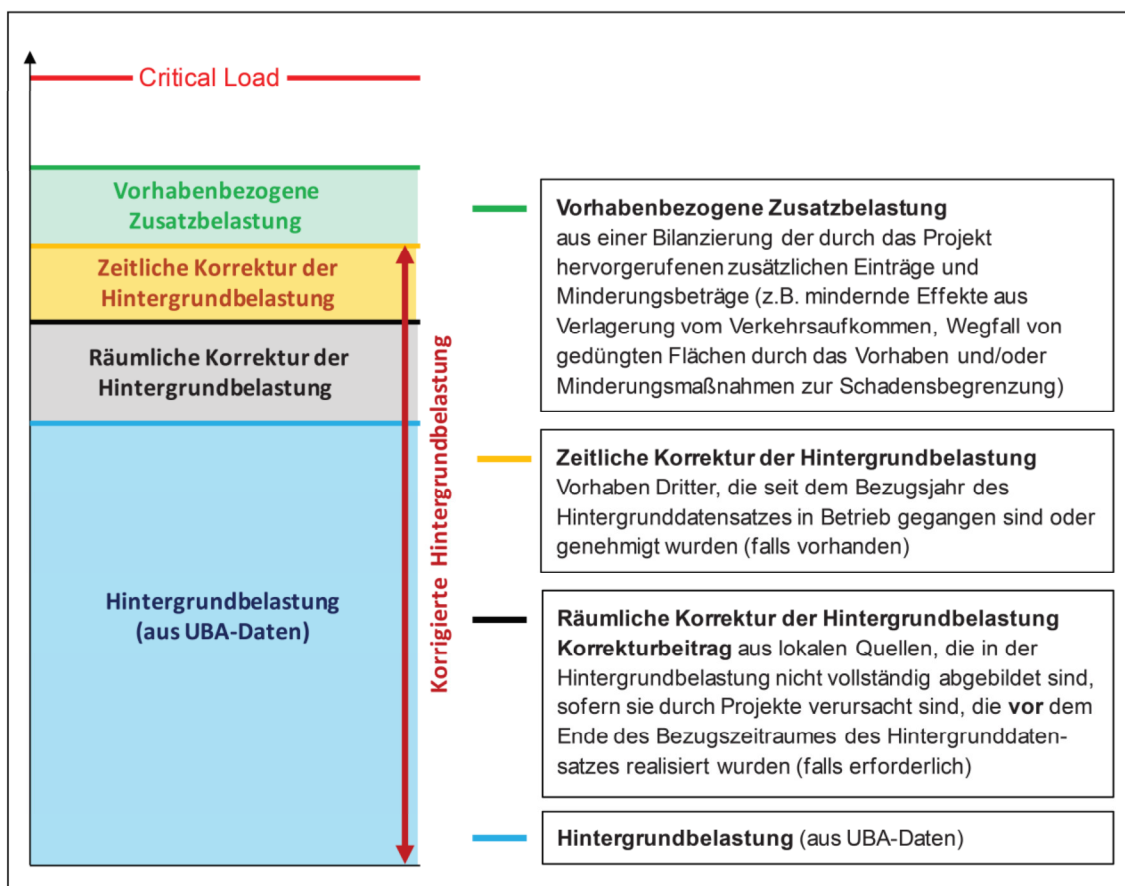 Critical Load
Vorhabenbezogene
Zusatzbelastung
Zeitliche Korrektur der
Hintergrundbelastung
Räumliche Korrektur der
Hintergrundbelastung
Hintergrundbelastung
(aus UBA-Daten)
Korrigierte Hintergrundbelastung
Vorhabenbezogene Zusatzbelastung
aus einer Bilanzierung der durch das Projekt
hervorgerufenen zusätzlichen Einträge und
Minderungsbeträge (z.B. mindernde Effekte aus
Verlagerung vom Verkehrsaufkommen, Wegfall von
gedüngten Flächen durch das Vorhaben und/oder
Minderungsmaßnahmen zur Schadensbegrenzung)
Zeitliche Korrektur der Hintergrundbelastung
Vorhaben Dritter, die seit dem Bezugsjahr des
Hintergrunddatensatzes in Betrieb gegangen sind oder
genehmigt wurden (falls vorhanden)
Räumliche Korrektur der Hintergrundbelastung
Korrekturbeitrag aus lokalen Quellen, die in der
Hintergrundbelastung nicht vollständig abgebildet sind,
sofern sie durch Projekte verursacht sind, die vor dem
Ende des Bezugszeitraumes des Hintergrunddaten-
satzes realisiert wurden (falls erforderlich)
Hintergrundbelastung (aus UBA-Daten)